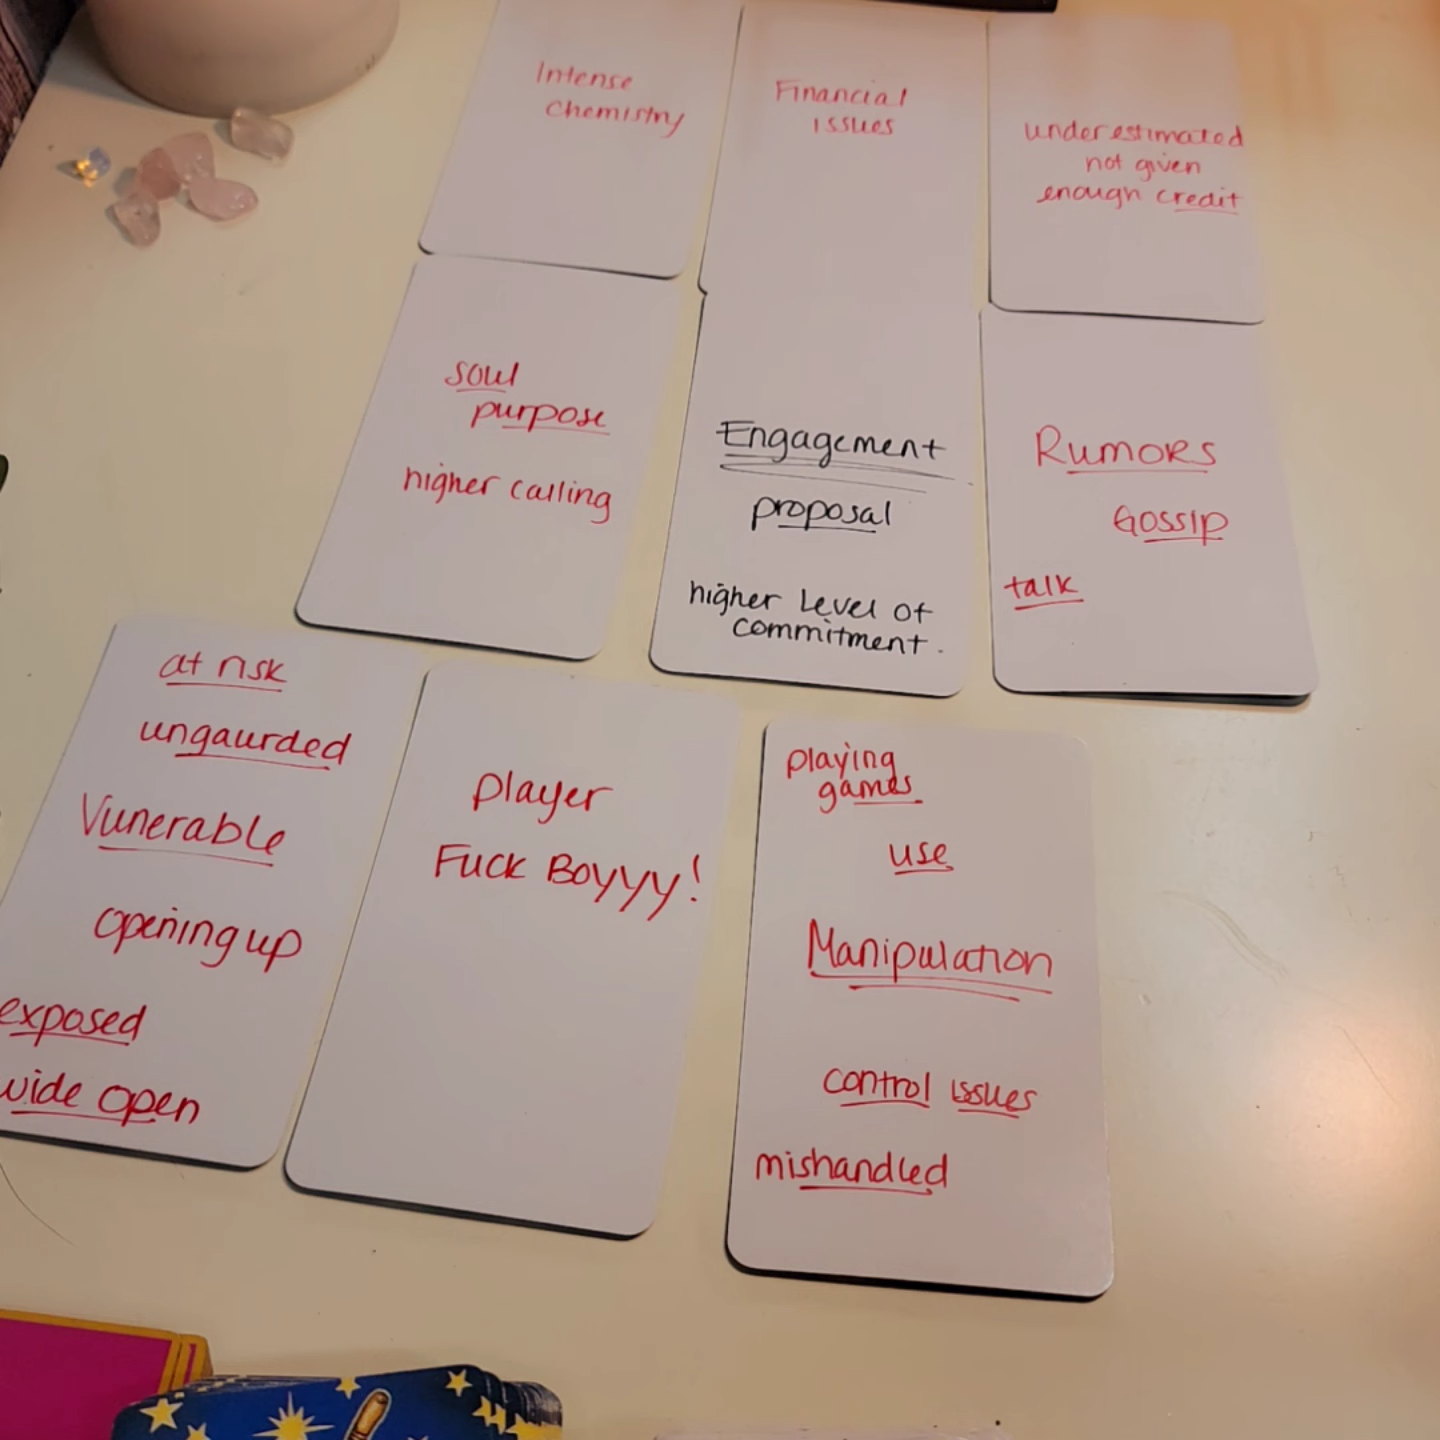 Intense
chemistry
Financial
issues
underestimated
not given
enough credit
soul
purpose
higher calling
Engagement
proposal
higher level of
commitment.
Rumors
Gossip
talk
at risk
ungaurded
Vunerable
opening up
exposed
wide open
player
Fuck Boyyy!
playing
games
use
Manipulation
control issues
mishandled